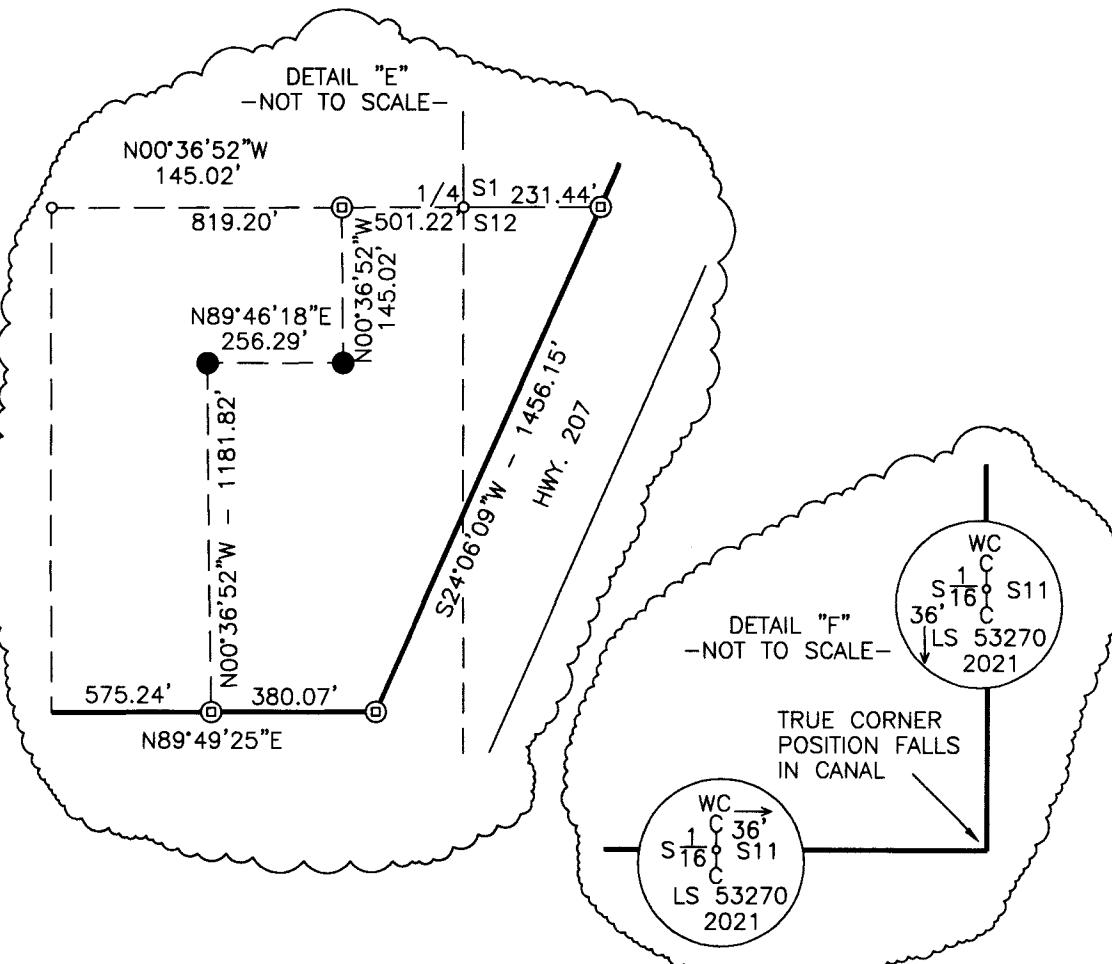 DETAIL "E"
-NOT TO SCALE-
N00°36'52"W
145.02'
1/4 S1 231.44'
819.20' 501.22' S12
N00°36'52"W
145.02'
N89°46'18"E
256.29'
N00°36'52"W - 1181.82'
S24°06'09"W - 1456.15'
HWY. 207
575.24' 380.07'
N89°49'25"E
DETAIL "F"
-NOT TO SCALE-
WC
C
S 1/16 S11
C
36'
LS 53270
2021
TRUE CORNER
POSITION FALLS
IN CANAL
WC
C 36'
S 1/16 S11
C
LS 53270
2021